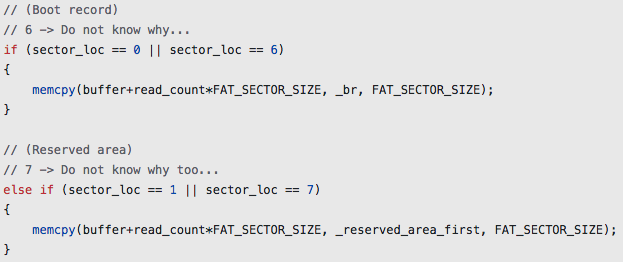 // (Boot record)
// 6 -> Do not know why...
if (sector_loc == 0 || sector_loc == 6)
{
    memcpy(buffer+read_count*FAT_SECTOR_SIZE, _br, FAT_SECTOR_SIZE);
}

// (Reserved area)
// 7 -> Do not know why too...
else if (sector_loc == 1 || sector_loc == 7)
{
    memcpy(buffer+read_count*FAT_SECTOR_SIZE, _reserved_area_first, FAT_SECTOR_SIZE);
}